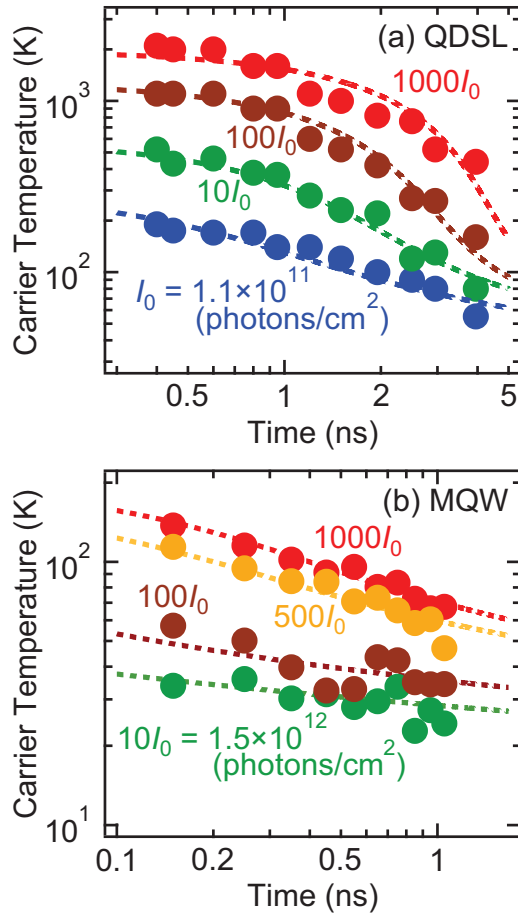 (a) QDSL
Carrier Temperature (K)
10³
10²
1000I₀
100I₀
10I₀
I₀ = 1.1×10¹¹
(photons/cm²)
0.5 1 2 5
Time (ns)
(b) MQW
Carrier Temperature (K)
10²
10¹
1000I₀
500I₀
100I₀
10I₀ = 1.5×10¹²
(photons/cm²)
0.1 0.2 0.5 1
Time (ns)